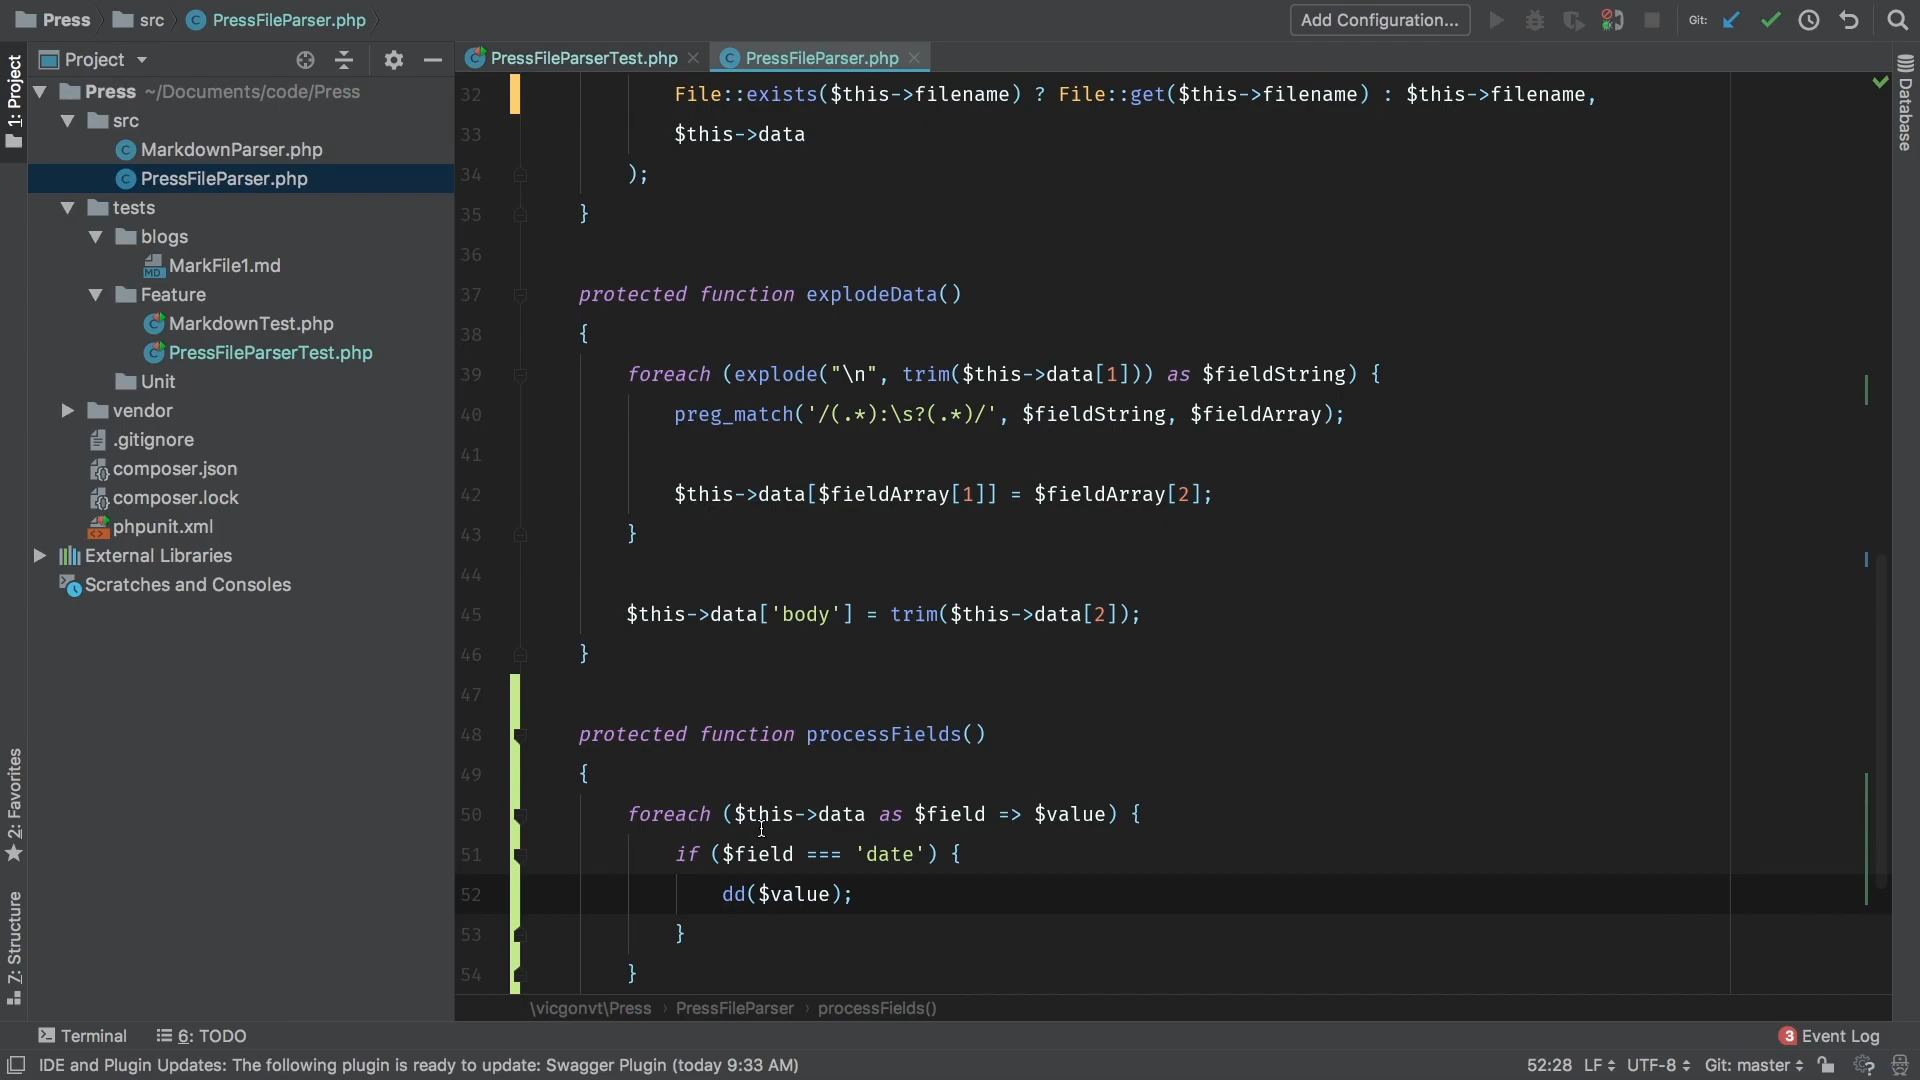 Press
src
PressFileParser.php
Add Configuration...
Git:
1: Project
Project
PressFileParserTest.php
PressFileParser.php
Database
Press ~/Documents/code/Press
src
MarkdownParser.php
PressFileParser.php
tests
blogs
MarkFile1.md
Feature
MarkdownTest.php
PressFileParserTest.php
Unit
vendor
.gitignore
composer.json
composer.lock
phpunit.xml
External Libraries
Scratches and Consoles
2: Favorites
Z: Structure
32 File::exists($this->filename) ? File::get($this->filename) : $this->filename,
33 $this->data
34 );
35 }
36
37 protected function explodeData()
38 {
39 foreach (explode("\n", trim($this->data[1])) as $fieldString) {
40 preg_match('/(.*):\s?(.*)/', $fieldString, $fieldArray);
41
42 $this->data[$fieldArray[1]] = $fieldArray[2];
43 }
44
45 $this->data['body'] = trim($this->data[2]);
46 }
47
48 protected function processFields()
49 {
50 foreach ($this->data as $field => $value) {
51 if ($field === 'date') {
52 dd($value);
53 }
54 }
\vicgonvt\Press › PressFileParser › processFields()
Terminal
6: TODO
3 Event Log
IDE and Plugin Updates: The following plugin is ready to update: Swagger Plugin (today 9:33 AM)
52:28 LF UTF-8 Git: master